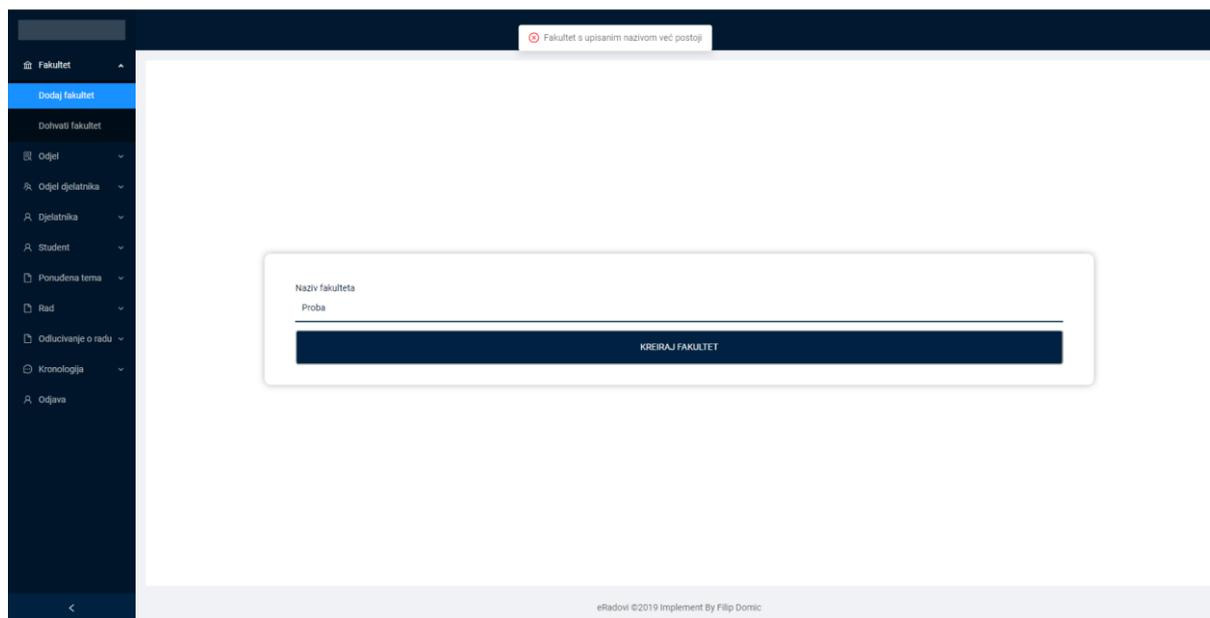 Fakultet s upisanim nazivom već postoji
Fakultet
Dodaj fakultet
Dohvati fakultet
Odjel
Odjel djelatnika
Djelatnika
Student
Ponuđena tema
Rad
Odlucivanje o radu
Kronologija
Odjava
Naziv fakulteta
Proba
KREIRAJ FAKULTET
eRadovi ©2019 Implement By Filip Domic